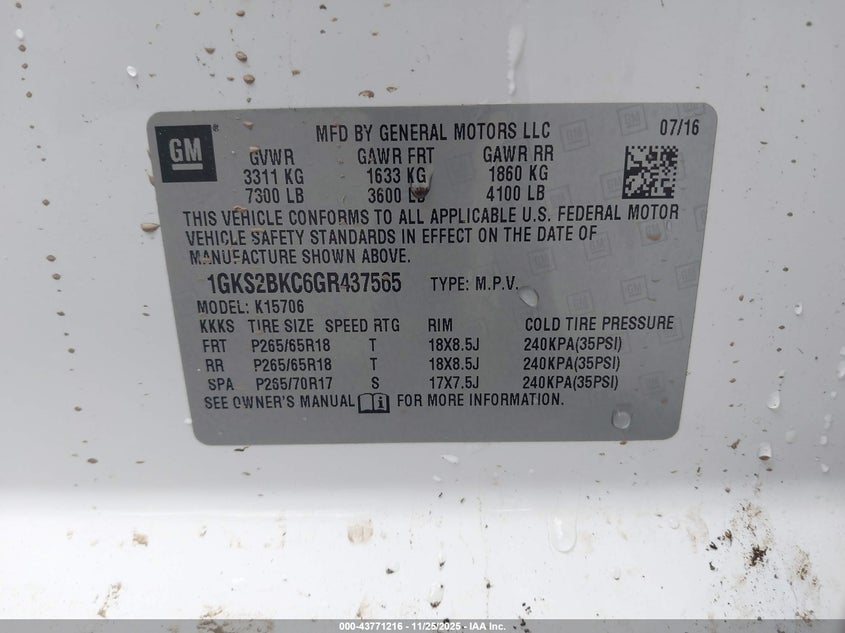 GM
MFD BY GENERAL MOTORS LLC 07/16
GVWR GAWR FRT GAWR RR
3311 KG 1633 KG 1860 KG
7300 LB 3600 LB 4100 LB
THIS VEHICLE CONFORMS TO ALL APPLICABLE U.S. FEDERAL MOTOR
VEHICLE SAFETY STANDARDS IN EFFECT ON THE DATE OF
MANUFACTURE SHOWN ABOVE.
1GKS2BKC6GR437565 TYPE: M.P.V.
MODEL: K15706
KKKS TIRE SIZE SPEED RTG RIM COLD TIRE PRESSURE
FRT P265/65R18 T 18X8.5J 240KPA(35PSI)
RR P265/65R18 T 18X8.5J 240KPA(35PSI)
SPA P265/70R17 S 17X7.5J 240KPA(35PSI)
SEE OWNER'S MANUAL FOR MORE INFORMATION.
000-43771216 - 11/25/2025 - IAA Inc.